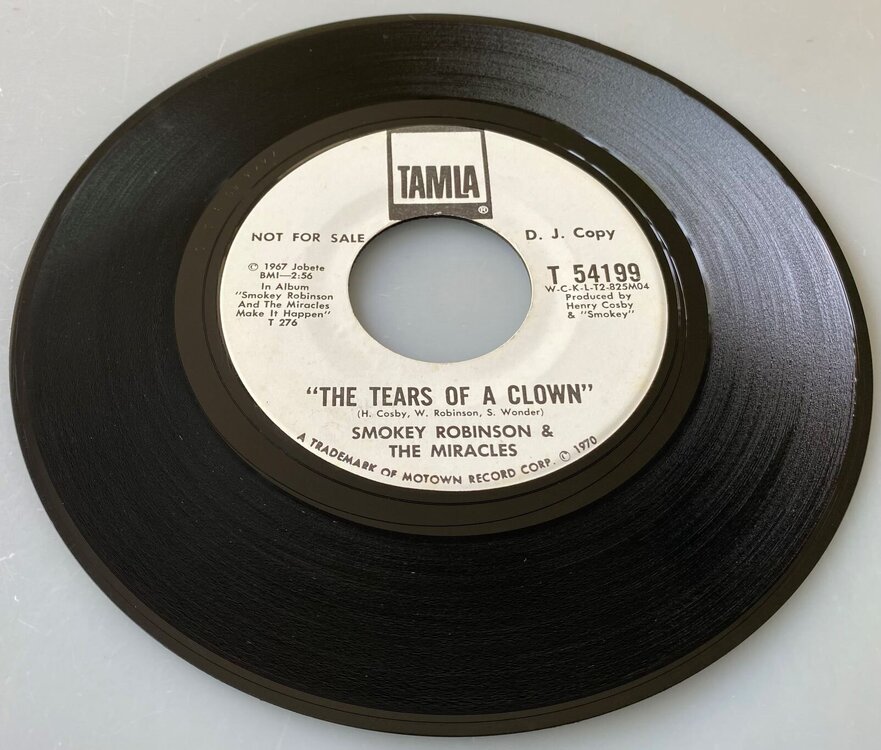 TAMLA
®
NOT FOR SALE
D. J. Copy
© 1967 Jobete
BMI—2:56
In Album
"Smokey Robinson
And The Miracles
Make It Happen"
T 276
T 54199
W-C-K-L-T2-825M04
Produced by
Henry Cosby
& "Smokey"
"THE TEARS OF A CLOWN"
(H. Cosby, W. Robinson, S. Wonder)
SMOKEY ROBINSON &
THE MIRACLES
A TRADEMARK OF MOTOWN RECORD CORP. © 1970